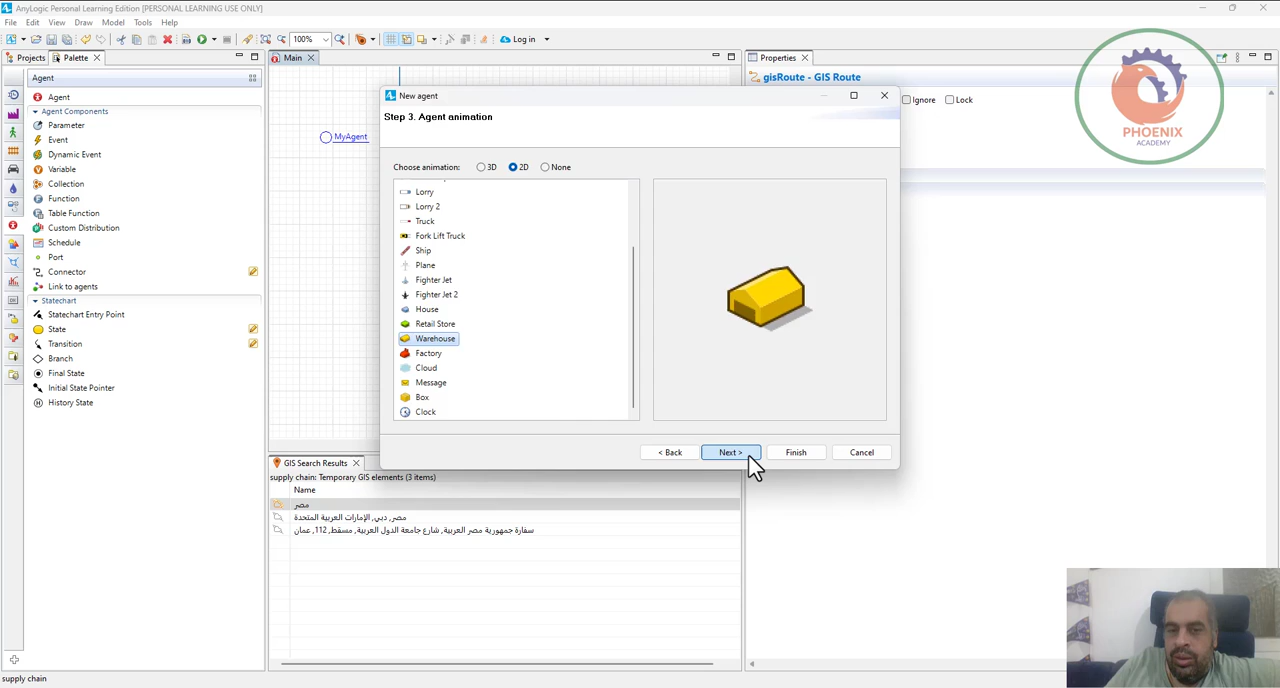 AnyLogic Personal Learning Edition [PERSONAL LEARNING USE ONLY]
File Edit View Draw Model Tools Help
100% Log in
Projects Palette Main Properties
Agent
Agent
Agent Components
Parameter
Event
Dynamic Event
Variable
Collection
Function
Table Function
Custom Distribution
Schedule
Port
Connector
Link to agents
Statechart
Statechart Entry Point
State
Transition
Branch
Final State
Initial State Pointer
History State
MyAgent
New agent
Step 3. Agent animation
Choose animation: 3D 2D None
Lorry
Lorry 2
Truck
Fork Lift Truck
Ship
Plane
Fighter Jet
Fighter Jet 2
House
Retail Store
Warehouse
Factory
Cloud
Message
Box
Clock
< Back Next > Finish Cancel
gisRoute - GIS Route
Ignore Lock
PHOENIX
ACADEMY
GIS Search Results
supply chain: Temporary GIS elements (3 items)
Name
مصر
مصر, دبي, الإمارات العربية المتحدة
سفارة جمهورية مصر العربية, شارع جامعة الدول العربية, مسقط, 112, عمان
supply chain